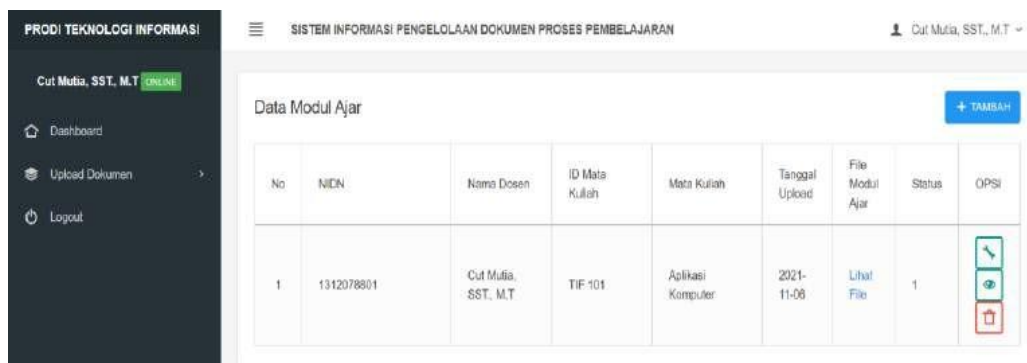 PRODI TEKNOLOGI INFORMASI
SISTEM INFORMASI PENGELOLAAN DOKUMEN PROSES PEMBELAJARAN
Cut Mutia, SST., M.T
Cut Mutia, SST., M.T ONLINE
Dashboard
Upload Dokumen
Logout
Data Modul Ajar
+ TAMBAH
No
NIDN
Nama Dosen
ID Mata
Kuliah
Mata Kuliah
Tanggal
Upload
File
Modul
Ajar
Status
OPSI
1
1312078801
Cut Mutia,
SST., M.T
TIF 101
Aplikasi
Komputer
2021-
11-06
Lihat
File
1